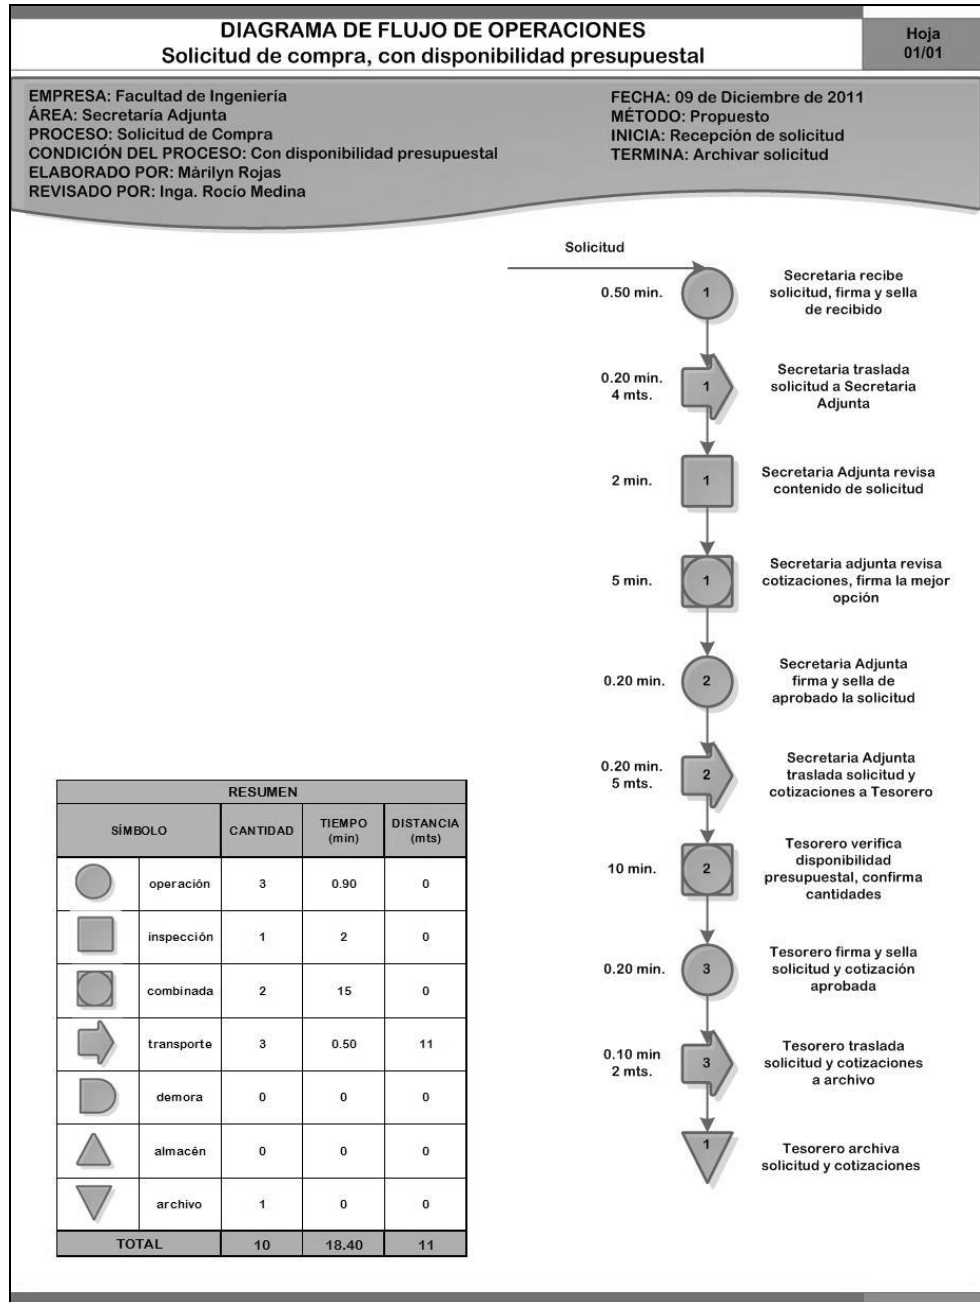 DIAGRAMA DE FLUJO DE OPERACIONES
Solicitud de compra, con disponibilidad presupuestal
Hoja
01/01
EMPRESA: Facultad de Ingeniería
ÁREA: Secretaría Adjunta
PROCESO: Solicitud de Compra
CONDICIÓN DEL PROCESO: Con disponibilidad presupuestal
ELABORADO POR: Márilyn Rojas
REVISADO POR: Inga. Rocío Medina
FECHA: 09 de Diciembre de 2011
MÉTODO: Propuesto
INICIA: Recepción de solicitud
TERMINA: Archivar solicitud
Solicitud
0.50 min.
1
Secretaria recibe
solicitud, firma y sella
de recibido
0.20 min.
4 mts.
1
Secretaria traslada
solicitud a Secretaria
Adjunta
2 min.
1
Secretaria Adjunta revisa
contenido de solicitud
5 min.
1
Secretaria adjunta revisa
cotizaciones, firma la mejor
opción
0.20 min.
2
Secretaria Adjunta
firma y sella de
aprobado la solicitud
0.20 min.
5 mts.
2
Secretaria Adjunta
traslada solicitud y
cotizaciones a Tesorero
10 min.
2
Tesorero verifica
disponibilidad
presupuestal, confirma
cantidades
0.20 min.
3
Tesorero firma y sella
solicitud y cotización
aprobada
0.10 min
2 mts.
3
Tesorero traslada
solicitud y cotizaciones
a archivo
1
Tesorero archiva
solicitud y cotizaciones
RESUMEN
SÍMBOLO CANTIDAD TIEMPO (min) DISTANCIA (mts)
operación 3 0.90 0
inspección 1 2 0
combinada 2 15 0
transporte 3 0.50 11
demora 0 0 0
almacén 0 0 0
archivo 1 0 0
TOTAL 10 18.40 11